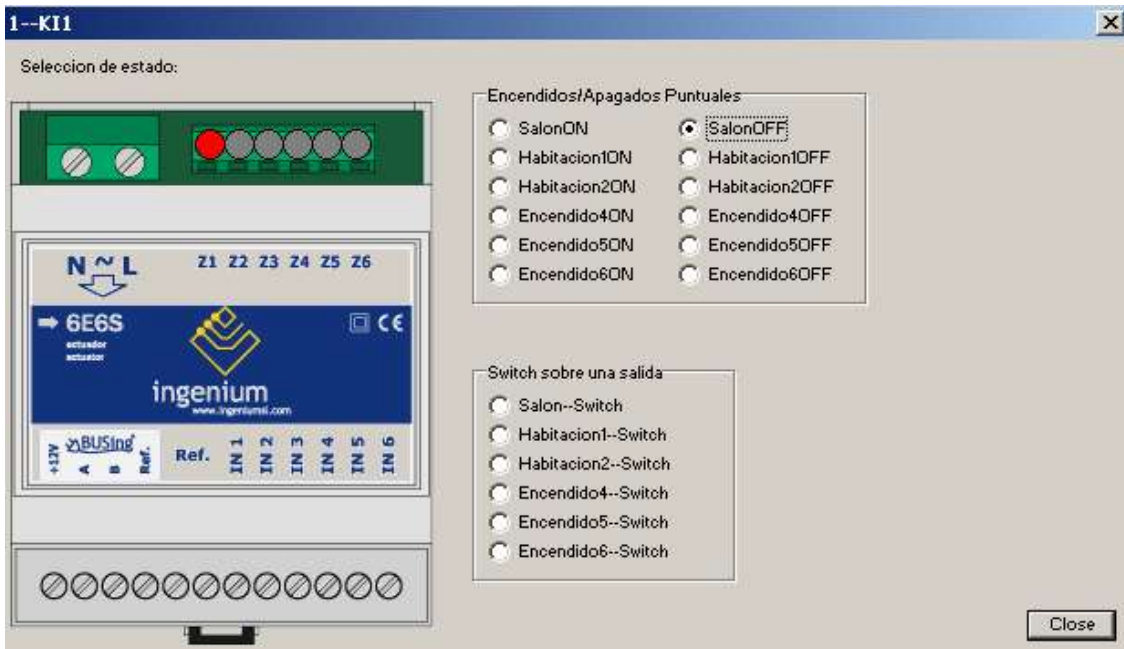 1--KI1
Seleccion de estado:
N ~ L
Z1 Z2 Z3 Z4 Z5 Z6
6E6S
actuador
actuator
CE
ingenium
www.ingeniumsl.com
+12V
A
B
Ref.
BUSing
Ref.
IN 1
IN 2
IN 3
IN 4
IN 5
IN 6
Encendidos/Apagados Puntuales
SalonON SalonOFF
Habitacion1ON Habitacion1OFF
Habitacion2ON Habitacion2OFF
Encendido4ON Encendido4OFF
Encendido5ON Encendido5OFF
Encendido6ON Encendido6OFF
Switch sobre una salida
Salon--Switch
Habitacion1--Switch
Habitacion2--Switch
Encendido4--Switch
Encendido5--Switch
Encendido6--Switch
Close